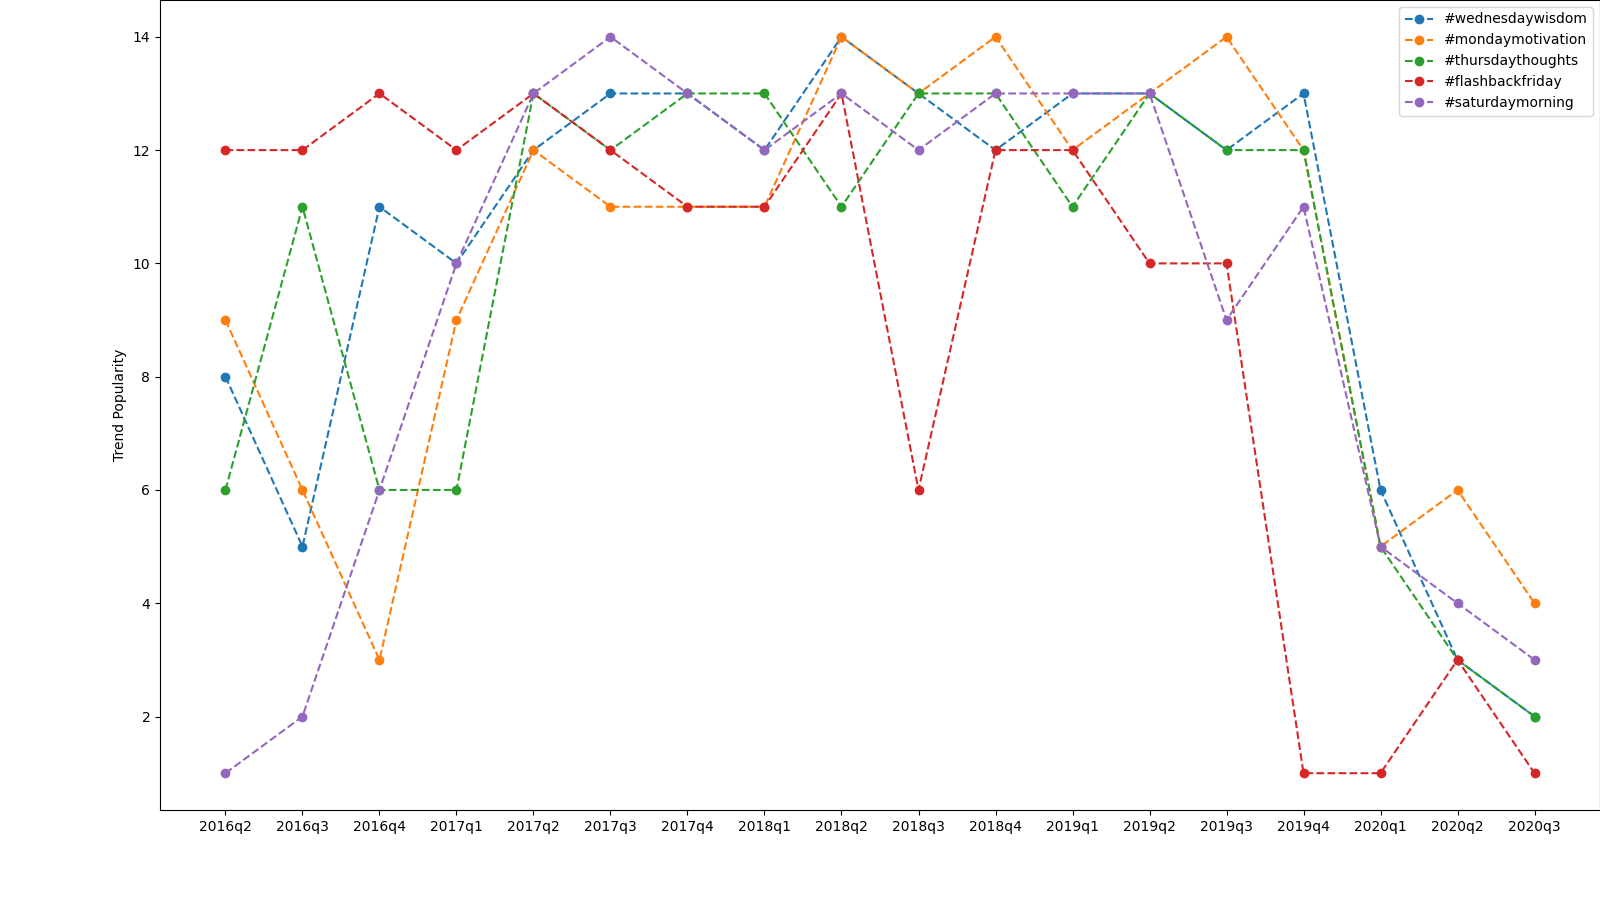 #wednesdaywisdom
#mondaymotivation
#thursdaythoughts
#flashbackfriday
#saturdaymorning
Trend Popularity
14
12
10
8
6
4
2
2016q2 2016q3 2016q4 2017q1 2017q2 2017q3 2017q4 2018q1 2018q2 2018q3 2018q4 2019q1 2019q2 2019q3 2019q4 2020q1 2020q2 2020q3